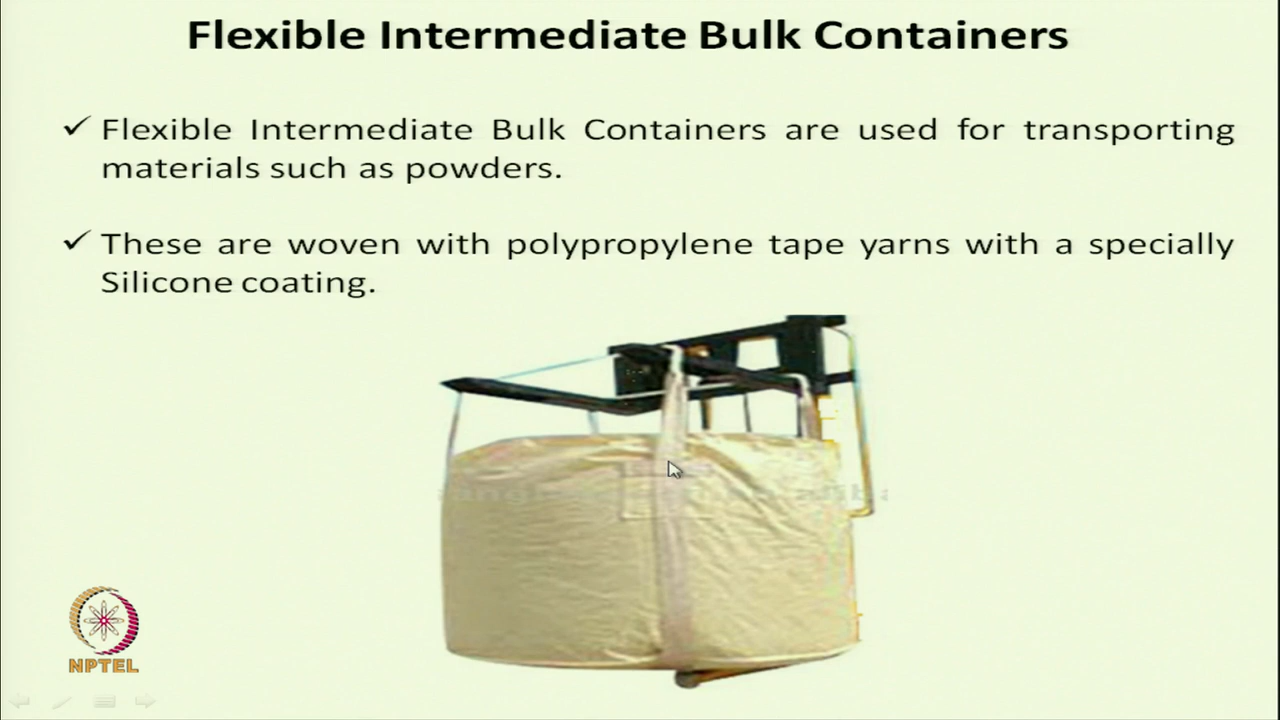 Flexible Intermediate Bulk Containers
✓ Flexible Intermediate Bulk Containers are used for transporting
materials such as powders.
✓ These are woven with polypropylene tape yarns with a specially
Silicone coating.
NPTEL